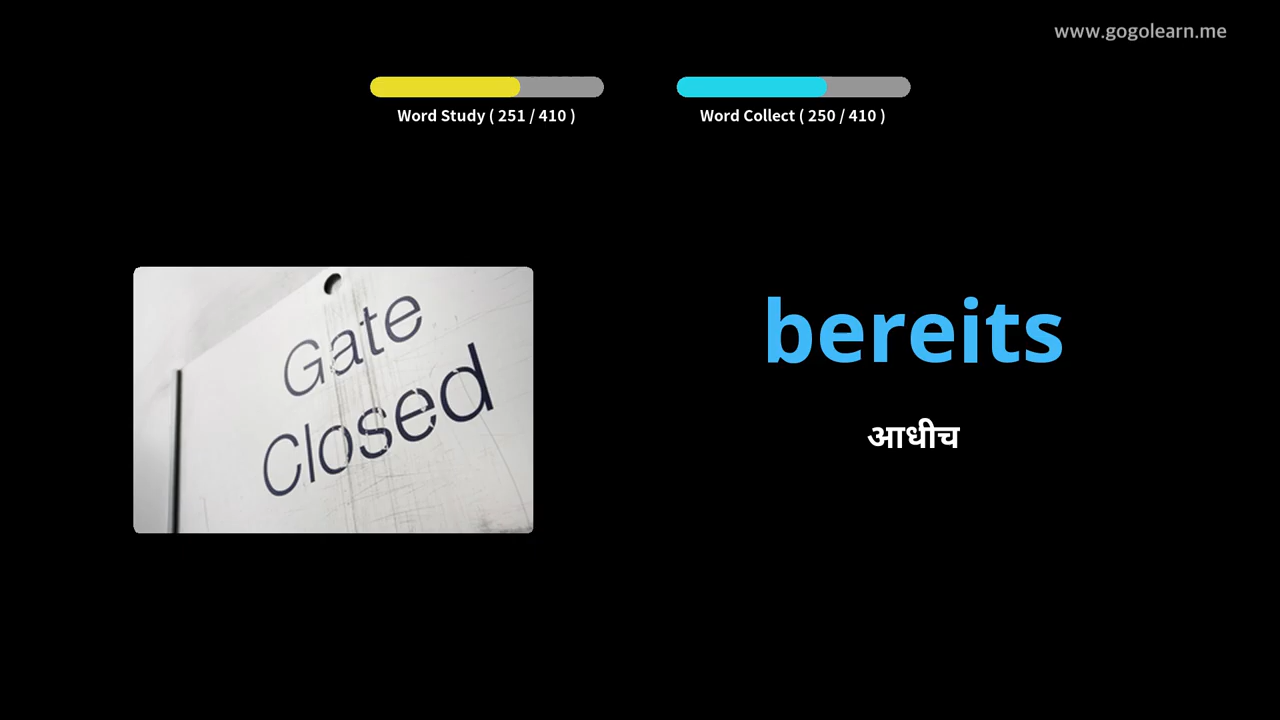 www.gogolearn.me
Word Study ( 251 / 410 )
Word Collect ( 250 / 410 )
Gate
Closed
bereits
आधीच